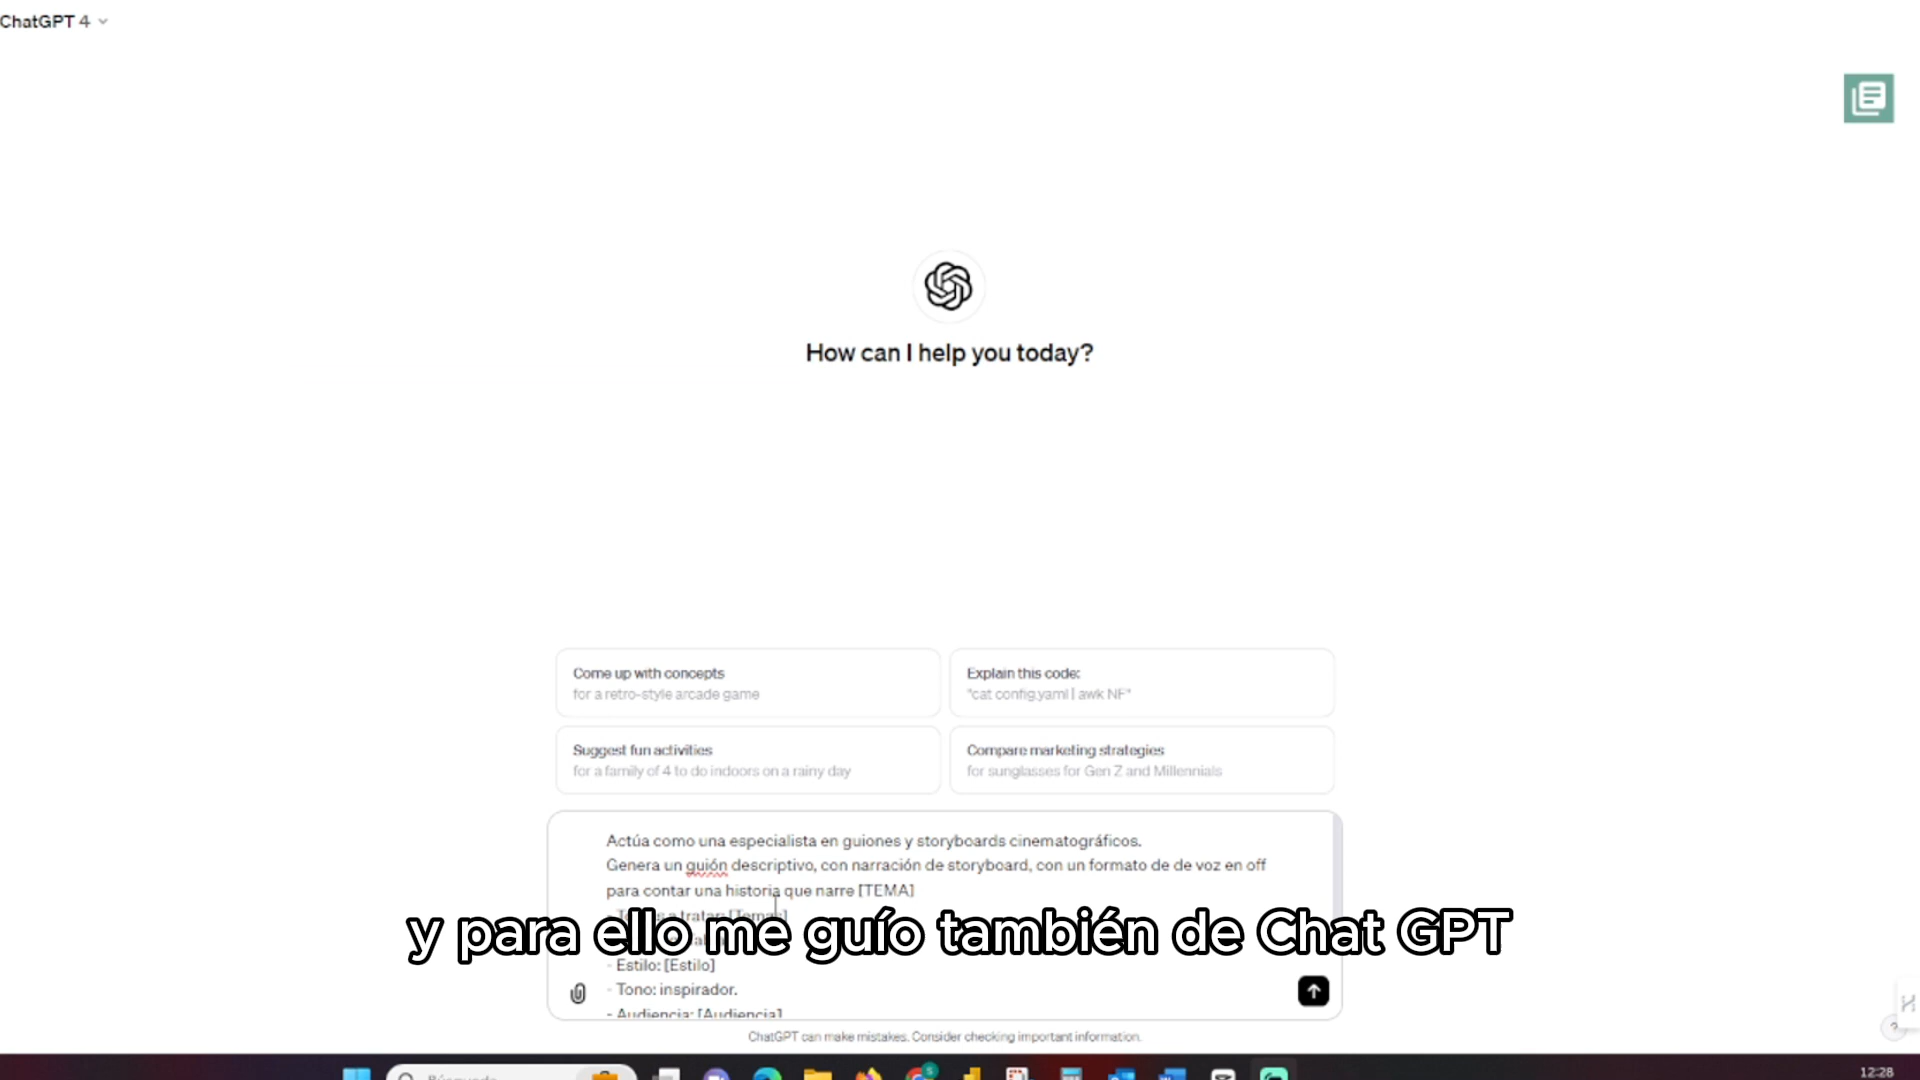 ChatGPT 4
How can I help you today?
Come up with concepts
for a retro-style arcade game
Explain this code:
"cat config.yaml | awk NF"
Suggest fun activities
for a family of 4 to do indoors on a rainy day
Compare marketing strategies
for sunglasses for Gen Z and Millennials
Actúa como una especialista en guiones y storyboards cinematográficos.
Genera un guión descriptivo, con narración de storyboard, con un formato de de voz en off
para contar una historia que narre [TEMA]
a tratar: [Temas]
y para ello me guío también de Chat GPT
- Estilo: [Estilo]
- Tono: inspirador.
- Audiencia: [Audiencia]
ChatGPT can make mistakes. Consider checking important information.
Búsqueda
12:28